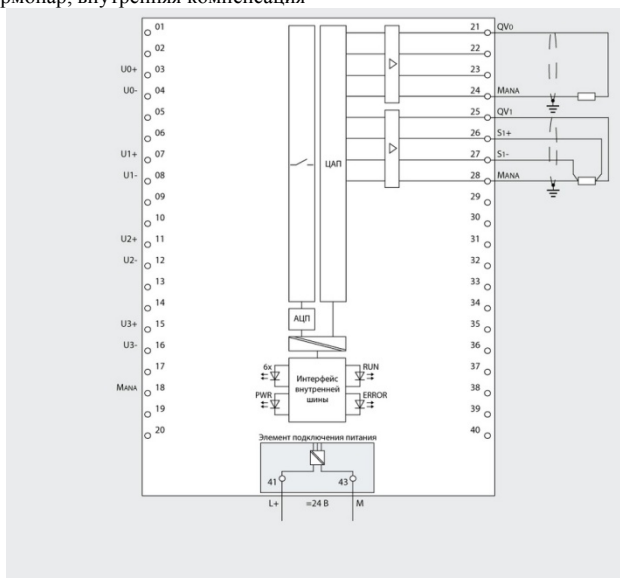 рмопар, внутренняя компенсация
01 21 QV0
02 22
U0+ 03 23
U0- 04 24 MANA
05 25 QV1
06 26 S1+
U1+ 07 27 S1-
U1- 08 28 MANA
ЦАП
09 29
10 30
U2+ 11 31
U2- 12 32
13 33
14 34
АЦП
U3+ 15 35
U3- 16 36
17 37
6x RUN
MANA 18 38
Интерфейс
внутренней
шины
PWR ERROR
19 39
20 40
Элемент подключения питания
41 43
L+ =24 В M